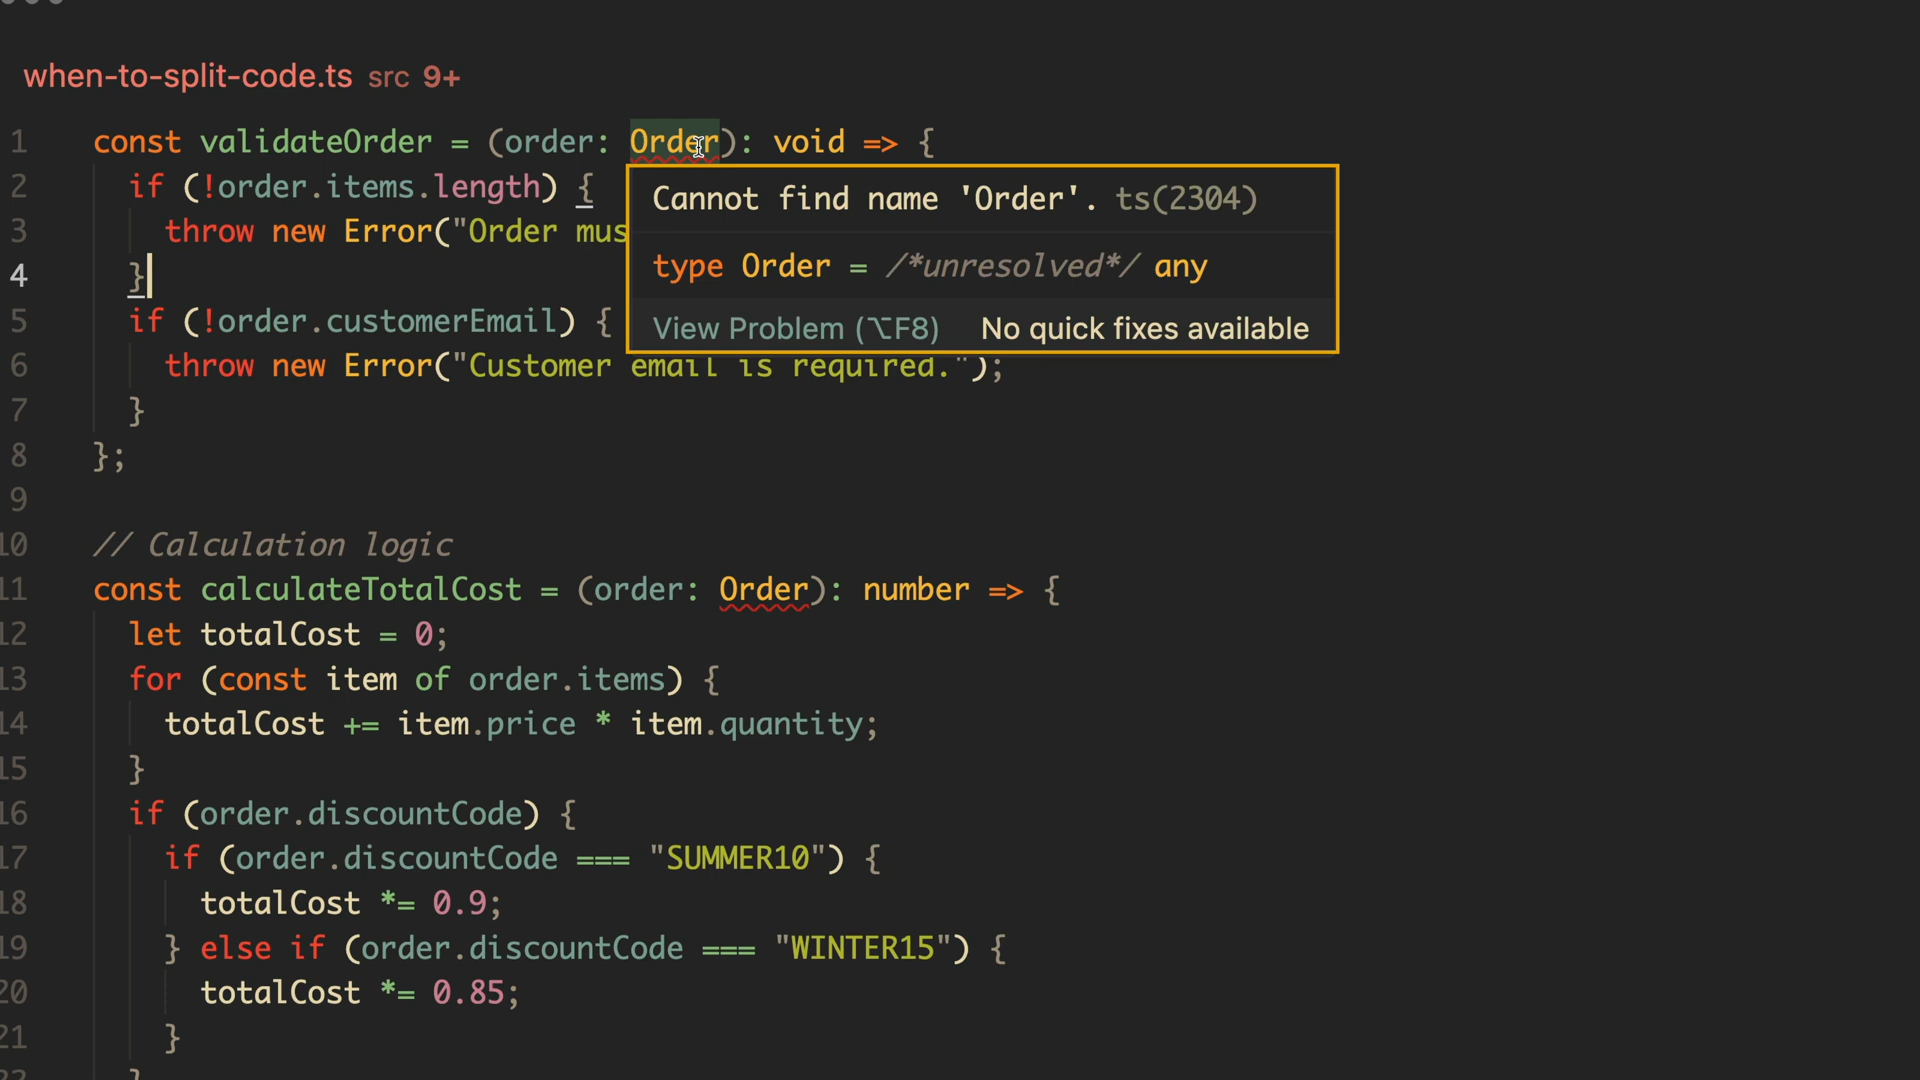 when-to-split-code.ts src 9+
1 const validateOrder = (order: Order): void => {
2 if (!order.items.length) {
3 throw new Error("Order mus
4 }
5 if (!order.customerEmail) {
6 throw new Error("Customer email is required.");
7 }
8 };
9
10 // Calculation logic
11 const calculateTotalCost = (order: Order): number => {
12 let totalCost = 0;
13 for (const item of order.items) {
14 totalCost += item.price * item.quantity;
15 }
16 if (order.discountCode) {
17 if (order.discountCode === "SUMMER10") {
18 totalCost *= 0.9;
19 } else if (order.discountCode === "WINTER15") {
20 totalCost *= 0.85;
21 }
22 }
Cannot find name 'Order'. ts(2304)
type Order = /*unresolved*/ any
View Problem (⌥F8) No quick fixes available